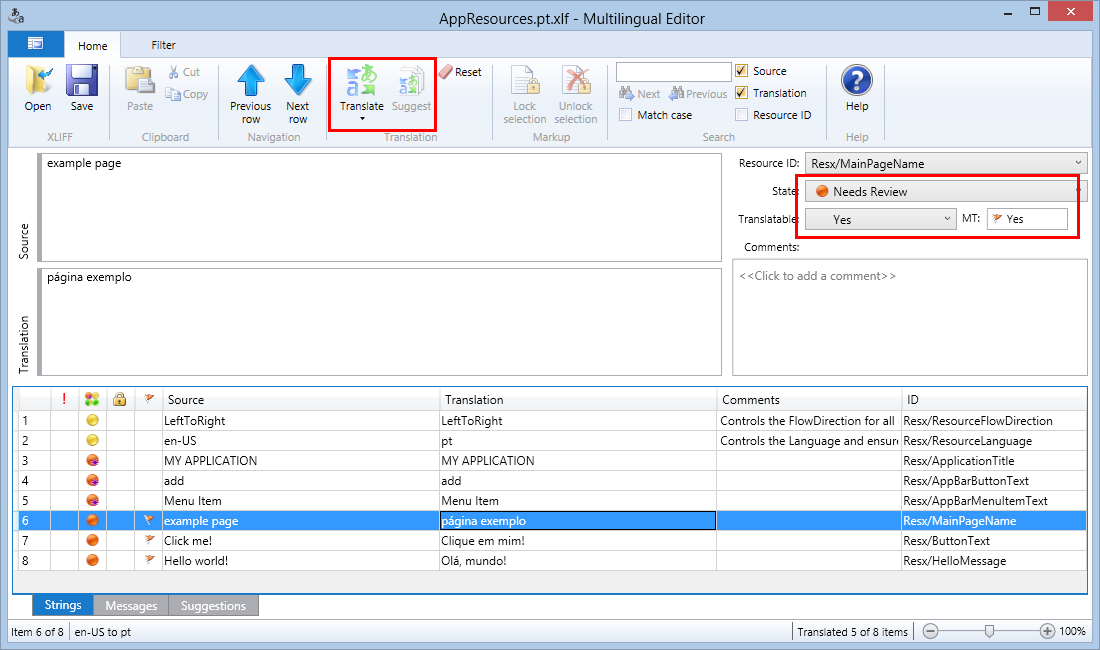 AppResources.pt.xlf - Multilingual Editor
Home Filter
Open Save Paste Cut Copy Previous row Next row Translate Suggest Reset Lock selection Unlock selection Next Previous Match case Source Translation Resource ID Help
XLIFF Clipboard Navigation Translation Markup Search Help
Source
example page
Translation
página exemplo
Resource ID: Resx/MainPageName
State: Needs Review
Translatable: Yes MT: Yes
Comments:
<<Click to add a comment>>
! Source Translation Comments ID
1 LeftToRight LeftToRight Controls the FlowDirection for all Resx/ResourceFlowDirection
2 en-US pt Controls the Language and ensure Resx/ResourceLanguage
3 MY APPLICATION MY APPLICATION Resx/ApplicationTitle
4 add add Resx/AppBarButtonText
5 Menu Item Menu Item Resx/AppBarMenuItemText
6 example page página exemplo Resx/MainPageName
7 Click me! Clique em mim! Resx/ButtonText
8 Hello world! Olá, mundo! Resx/HelloMessage
Strings Messages Suggestions
Item 6 of 8 en-US to pt Translated 5 of 8 items 100%